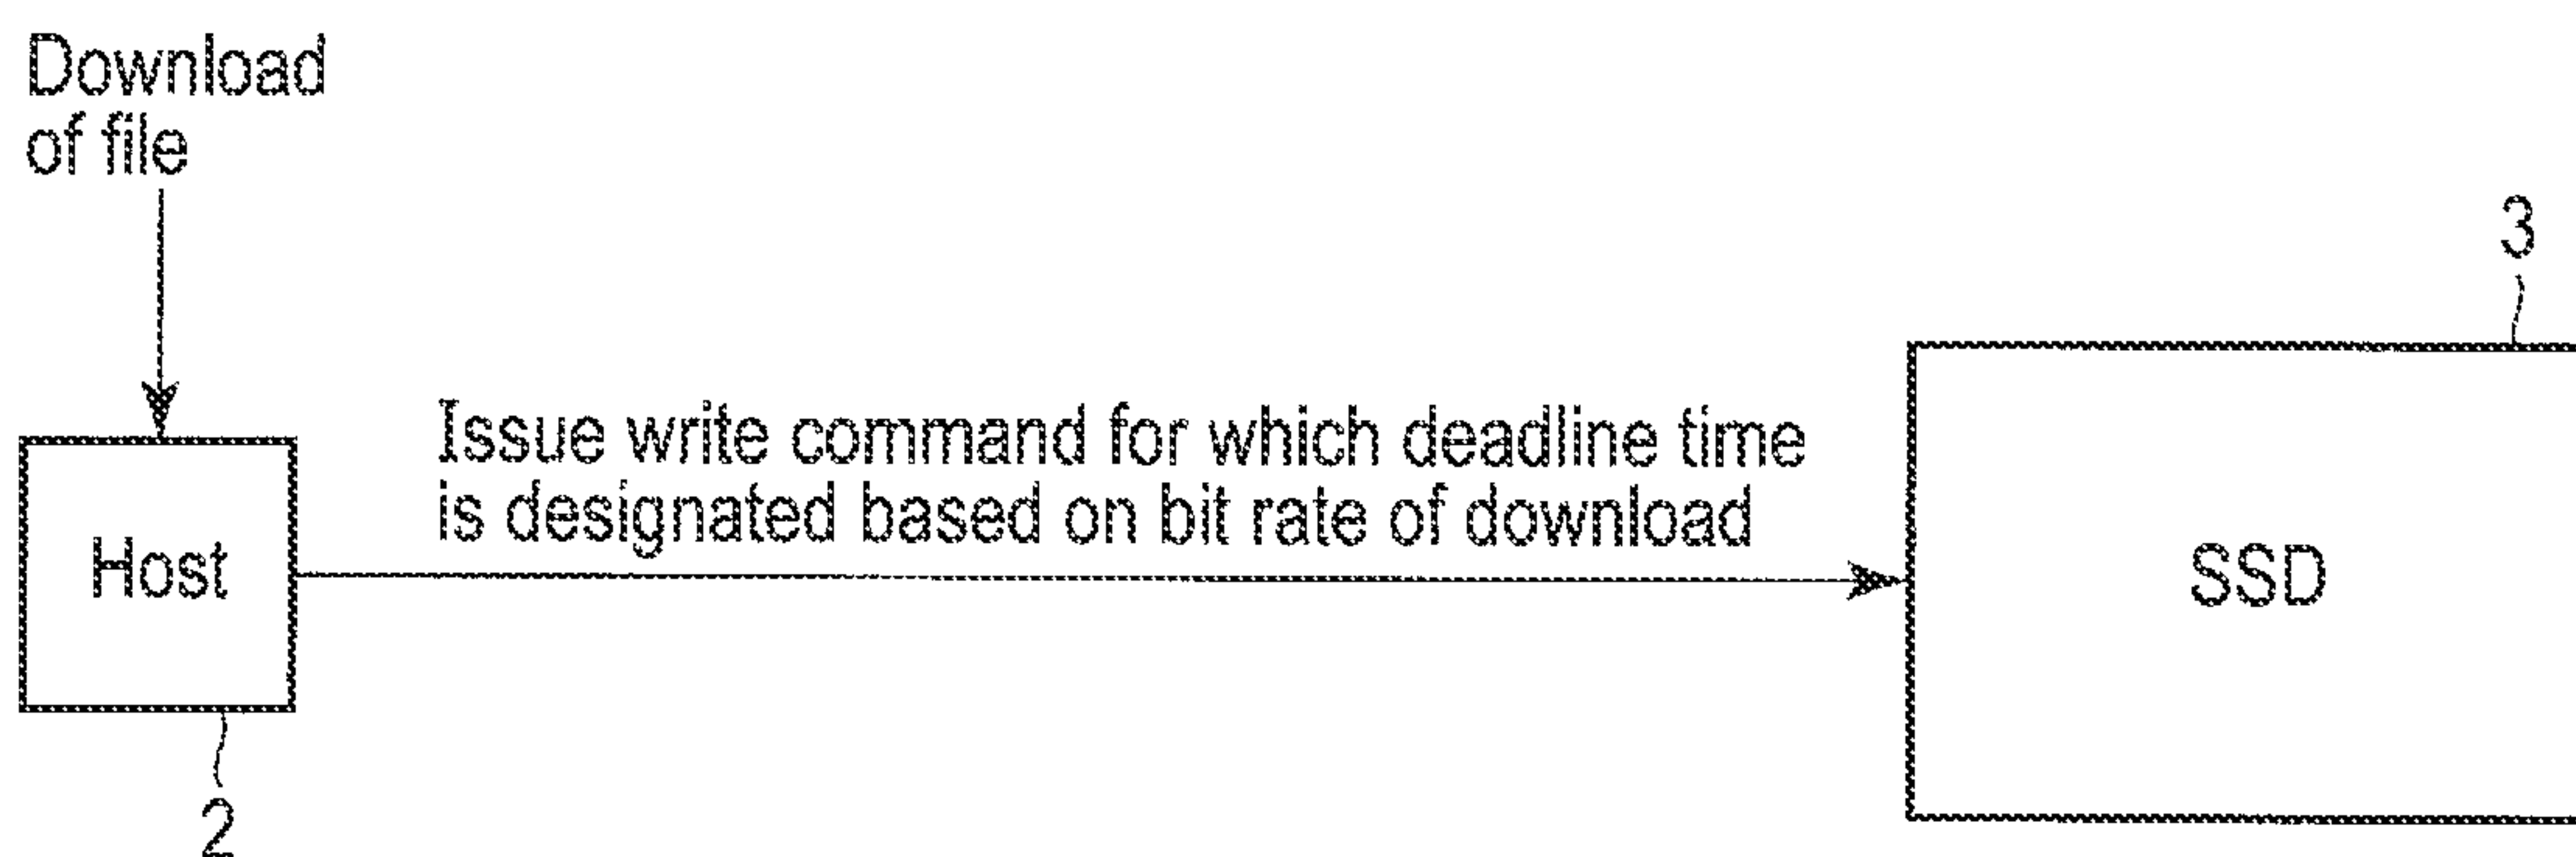 Download
of file
3
Issue write command for which deadline time
is designated based on bit rate of download
Host
SSD
2